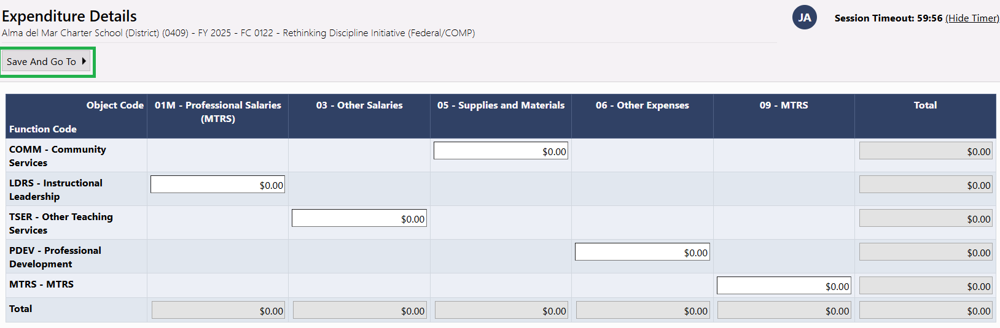 Expenditure Details
JA
Session Timeout: 59:56 (Hide Timer)
Alma del Mar Charter School (District) (0409) - FY 2025 - FC 0122 - Rethinking Discipline Initiative (Federal/COMP)
Save And Go To
Object Code
Function Code
01M - Professional Salaries
(MTRS)
03 - Other Salaries
05 - Supplies and Materials
06 - Other Expenses
09 - MTRS
Total
COMM - Community
Services
$0.00
$0.00
LDRS - Instructional
Leadership
$0.00
$0.00
TSER - Other Teaching
Services
$0.00
$0.00
PDEV - Professional
Development
$0.00
$0.00
MTRS - MTRS
$0.00
$0.00
Total
$0.00
$0.00
$0.00
$0.00
$0.00
$0.00